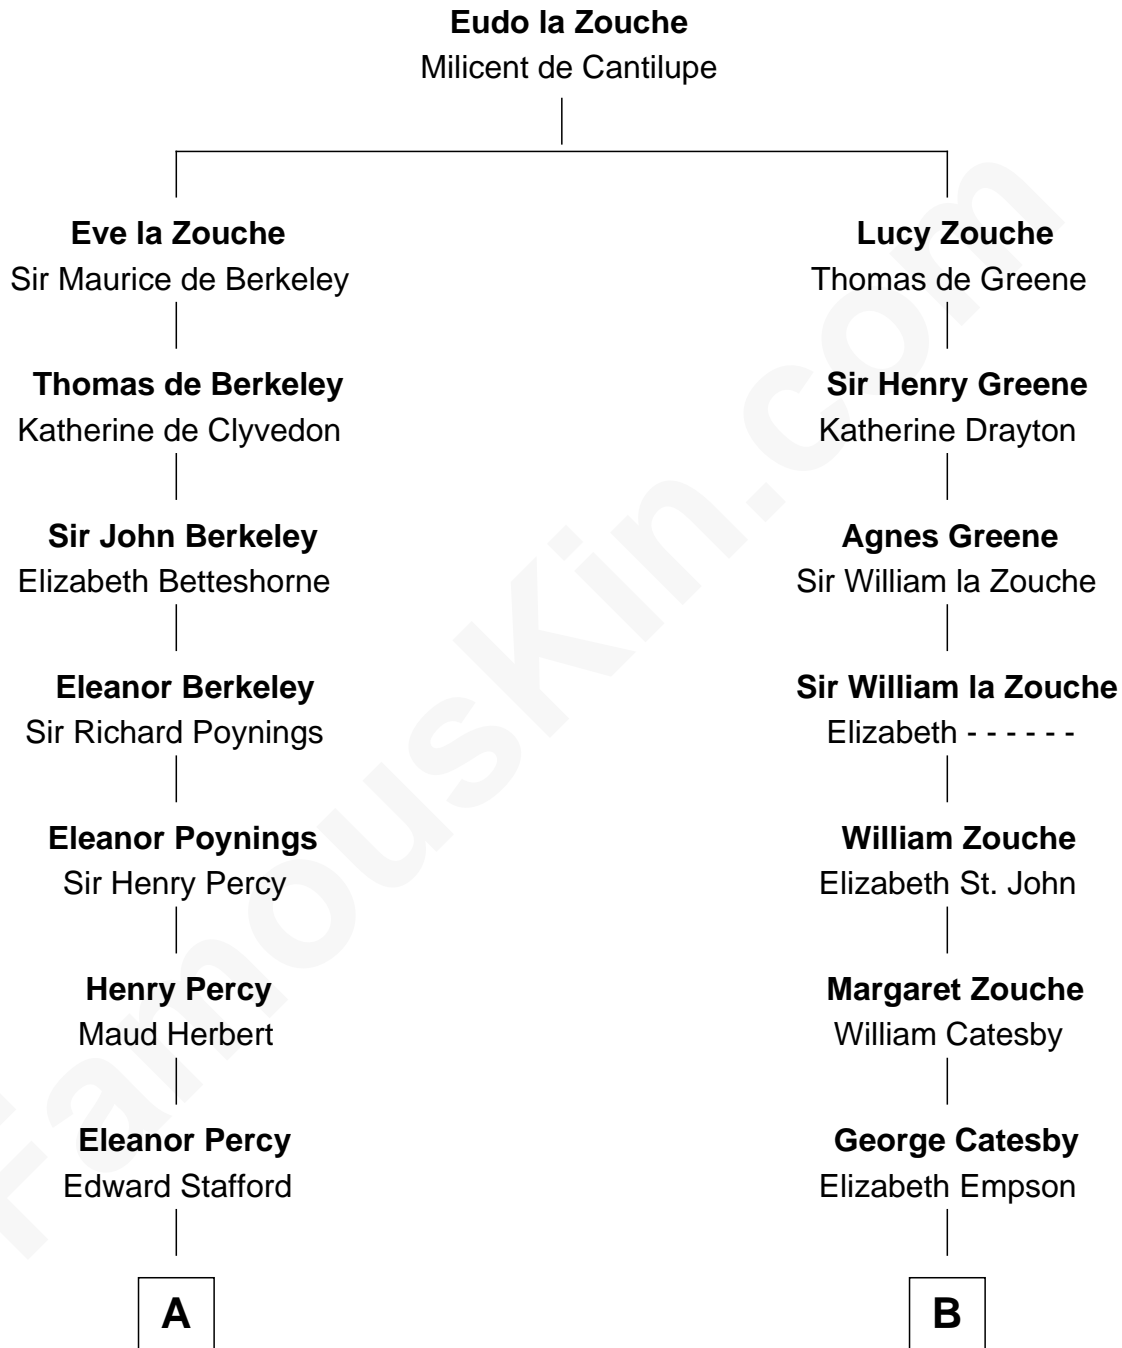 Eudo la Zouche
Milicent de Cantilupe
Eve la Zouche
Sir Maurice de Berkeley
Lucy Zouche
Thomas de Greene
Thomas de Berkeley
Katherine de Clyvedon
Sir Henry Greene
Katherine Drayton
Sir John Berkeley
Elizabeth Betteshorne
Agnes Greene
Sir William la Zouche
Eleanor Berkeley
Sir Richard Poynings
Sir William la Zouche
Elizabeth - - - - - -
Eleanor Poynings
Sir Henry Percy
William Zouche
Elizabeth St. John
Henry Percy
Maud Herbert
Margaret Zouche
William Catesby
Eleanor Percy
Edward Stafford
George Catesby
Elizabeth Empson
A
B
FamousKin.com